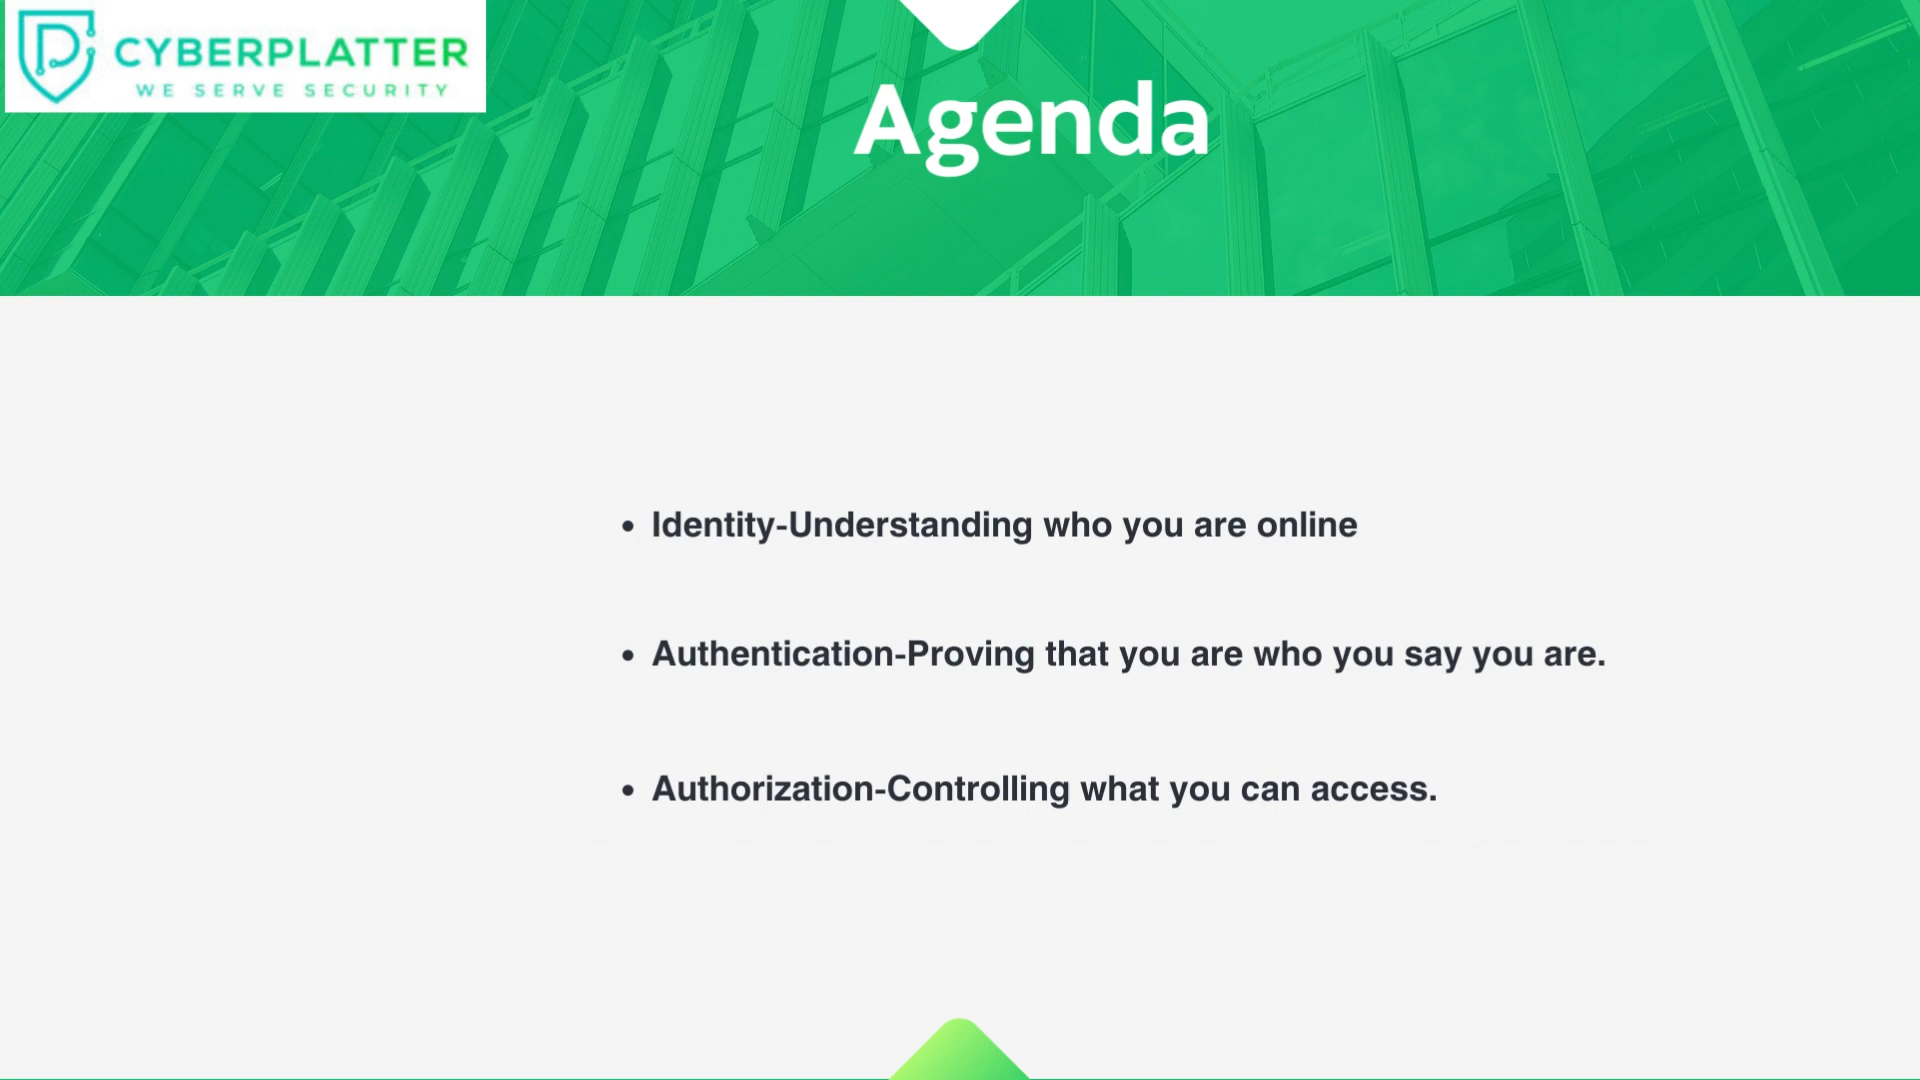 CYBERPLATTER
WE SERVE SECURITY
Agenda
• Identity-Understanding who you are online
• Authentication-Proving that you are who you say you are.
• Authorization-Controlling what you can access.